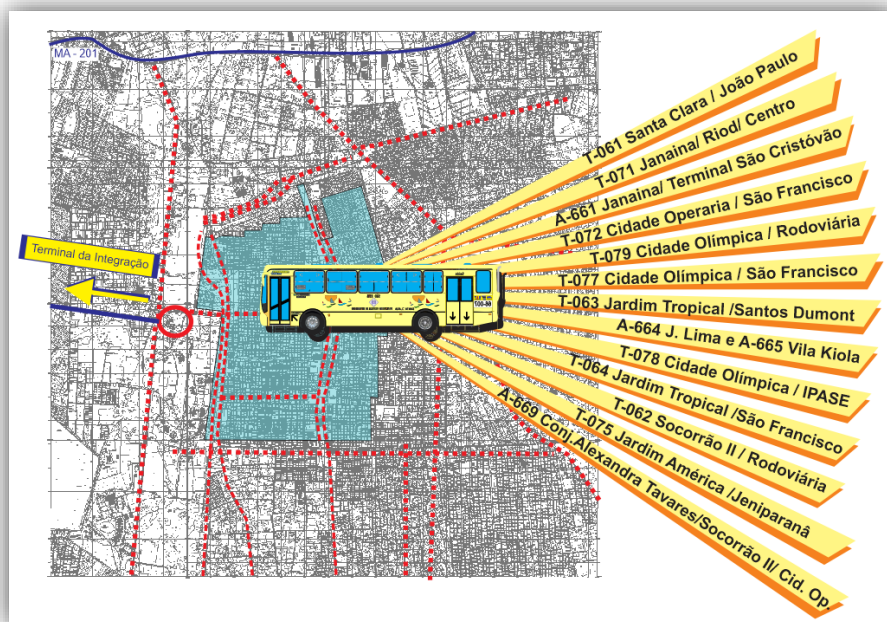 MA - 201
Terminal da Integração
T-061 Santa Clara / João Paulo
T-071 Janaina/ Riod/ Centro
A-661 Janaina/ Terminal São Cristóvão
T-072 Cidade Operaria / São Francisco
T-079 Cidade Olímpica / Rodoviária
T-077 Cidade Olímpica / São Francisco
T-063 Jardim Tropical /Santos Dumont
A-664 J. Lima e A-665 Vila Kiola
T-078 Cidade Olimpica / IPASE
T-064 Jardim Tropical /São Francisco
T-062 Socorrão II / Rodoviária
T-075 Jardim América /Jeniparanâ
A-669 Conj.Alexandra Tavares/Socorrão II/ Cid. Op.